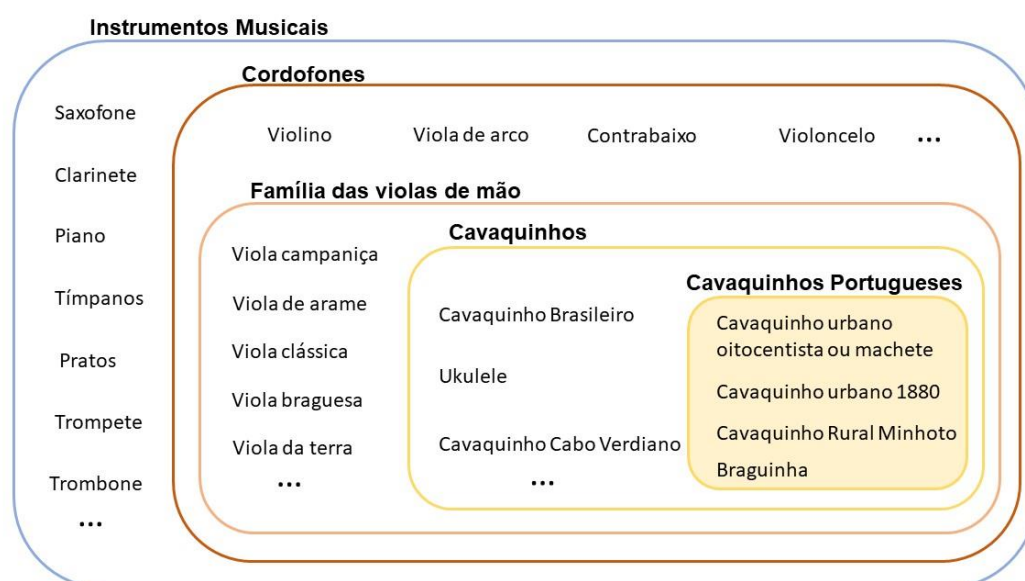 Instrumentos Musicais
Cordofones
Saxofone
Clarinete
Piano
Tímpanos
Pratos
Trompete
Trombone
...
Violino
Viola de arco
Contrabaixo
Violoncelo
...
Família das violas de mão
Viola campaniça
Viola de arame
Viola clássica
Viola braguesa
Viola da terra
...
Cavaquinhos
Cavaquinho Brasileiro
Ukulele
Cavaquinho Cabo Verdiano
...
Cavaquinhos Portugueses
Cavaquinho urbano
oitocentista ou machete
Cavaquinho urbano 1880
Cavaquinho Rural Minhoto
Braguinha